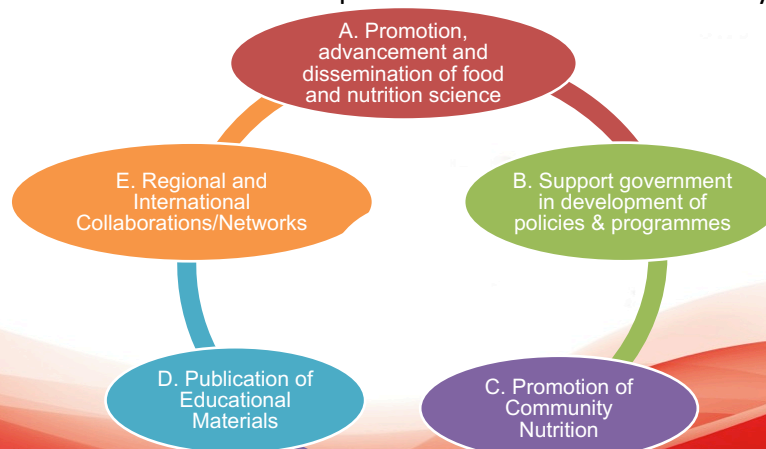 A. Promotion,
advancement and
dissemination of food
and nutrition science
B. Support government
in development of
policies & programmes
C. Promotion of
Community
Nutrition
D. Publication of
Educational
Materials
E. Regional and
International
Collaborations/Networks